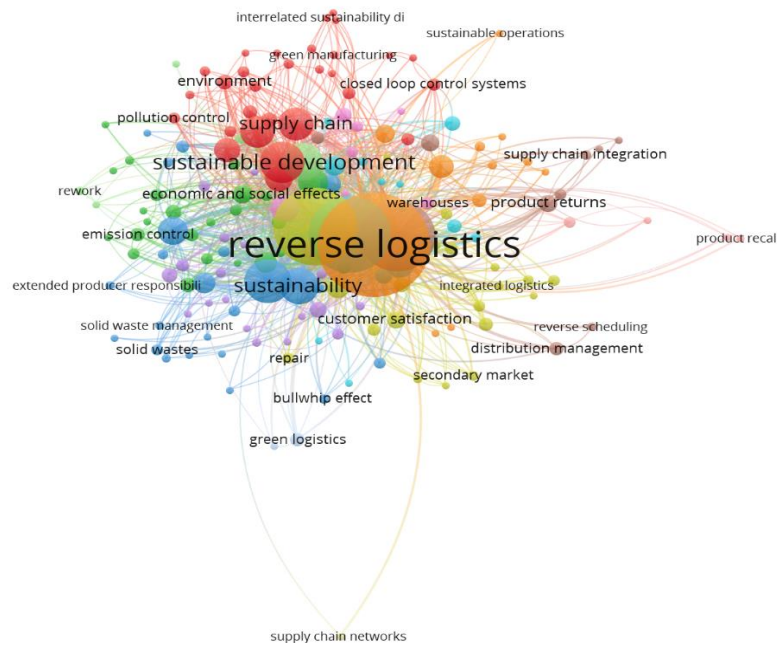 interrelated sustainability di
sustainable operations
green manufacturing
environment
closed loop control systems
pollution control
supply chain
sustainable development
supply chain integration
rework
economic and social effects
warehouses
product returns
emission control
reverse logistics
product recal
extended producer responsibili
sustainability
integrated logistics
solid waste management
customer satisfaction
reverse scheduling
solid wastes
repair
distribution management
secondary market
bullwhip effect
green logistics
supply chain networks